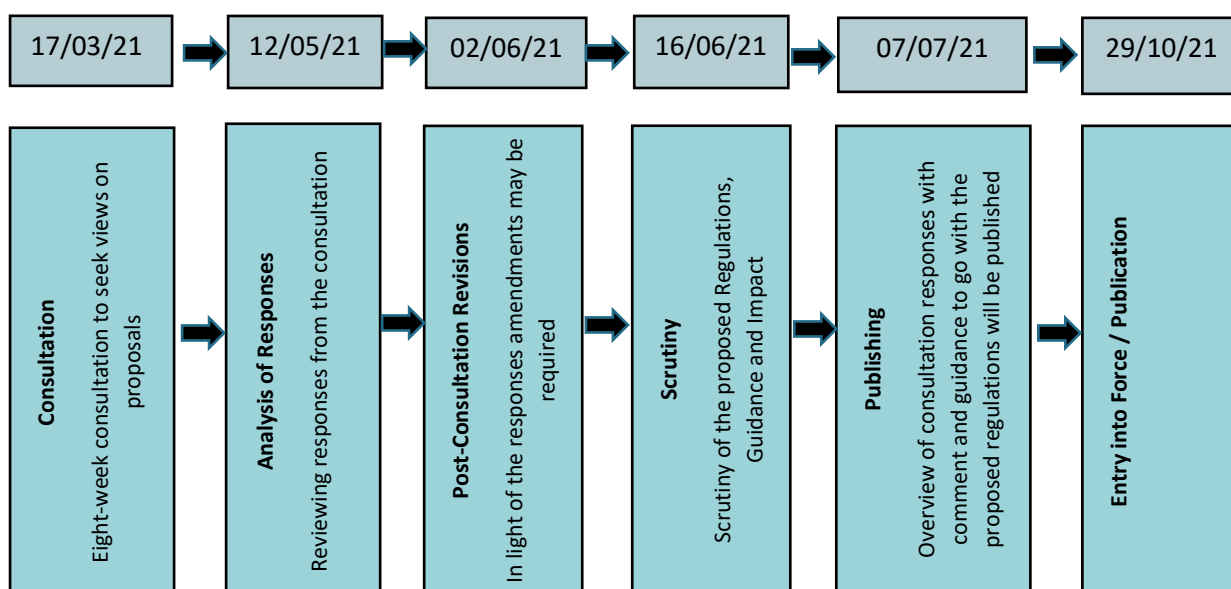 17/03/21
12/05/21
02/06/21
16/06/21
07/07/21
29/10/21
Consultation
Eight-week consultation to seek views on
proposals
Analysis of Responses
Reviewing responses from the consultation
Post-Consultation Revisions
In light of the responses amendments may be
required
Scrutiny
Scrutiny of the proposed Regulations,
Guidance and Impact
Publishing
Overview of consultation responses with
comment and guidance to go with the
proposed regulations will be published
Entry into Force / Publication